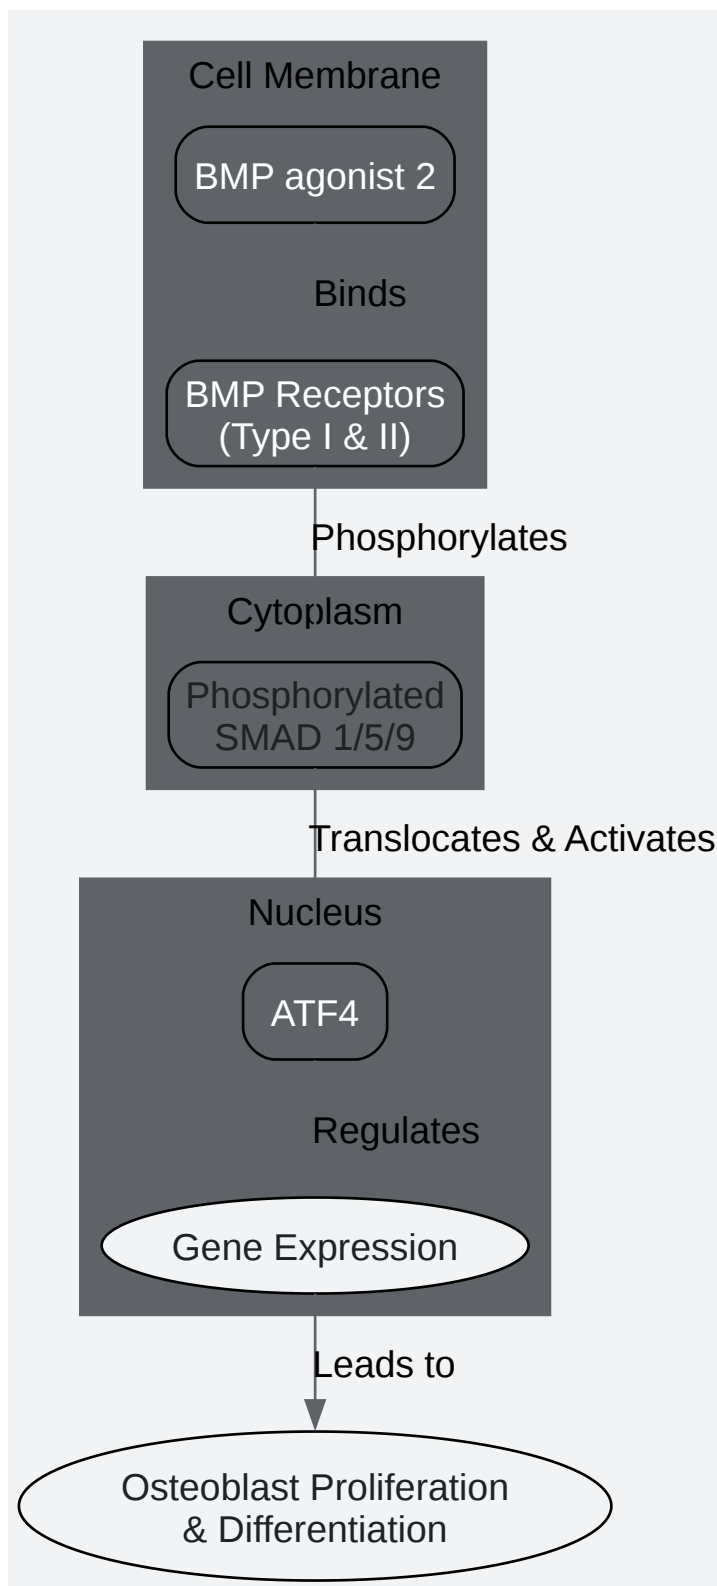 Cell Membrane
BMP agonist 2
Binds
BMP Receptors
(Type I & II)
Phosphorylates
Cytoplasm
Phosphorylated
SMAD 1/5/9
Translocates & Activates
Nucleus
ATF4
Regulates
Gene Expression
Leads to
Osteoblast Proliferation
& Differentiation